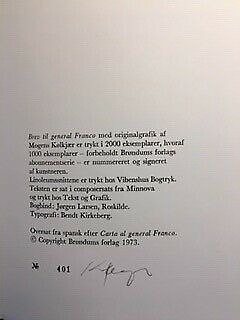 Brev til general Franco med originalgrafik af
Mogens Kølkjær er trykt i 2000 eksemplarer, hvoraf
1000 eksemplarer – forbeholdt Brøndums forlags
abonnementserie – er nummereret og signeret
af kunstneren.
Linoleumssnittene er trykt hos Vibenshus Bogtryk.
Teksten er sat i composersats fra Minnova
og trykt hos Tekst og Grafik.
Bogbind: Jørgen Larsen, Roskilde.
Typografi: Bendt Kirkeberg.
Oversat fra spansk efter Carta al general Franco.
© Copyright Brøndums forlag 1973.
№ 401